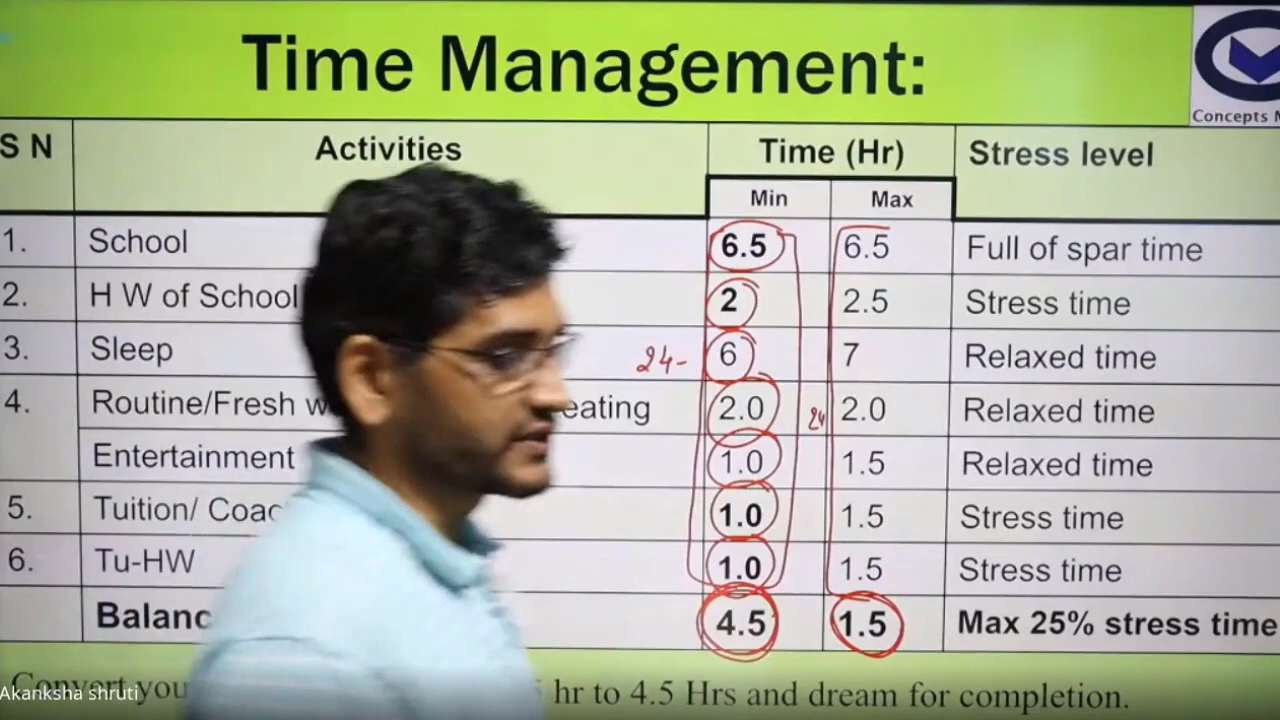 Time Management:
Concepts
S N Activities Time (Hr) Stress level
Min Max
1. School 6.5 6.5 Full of spar time
2. H W of School 2 2.5 Stress time
3. Sleep 24- 6 7 Relaxed time
4. Routine/Fresh eating 2.0 24 2.0 Relaxed time
Entertainment 1.0 1.5 Relaxed time
5. Tuition/ 1.0 1.5 Stress time
6. Tu-HW 1.0 1.5 Stress time
4.5 1.5 Max 25% stress time
Convert you hr to 4.5 Hrs and dream for completion.
Akanksha shruti